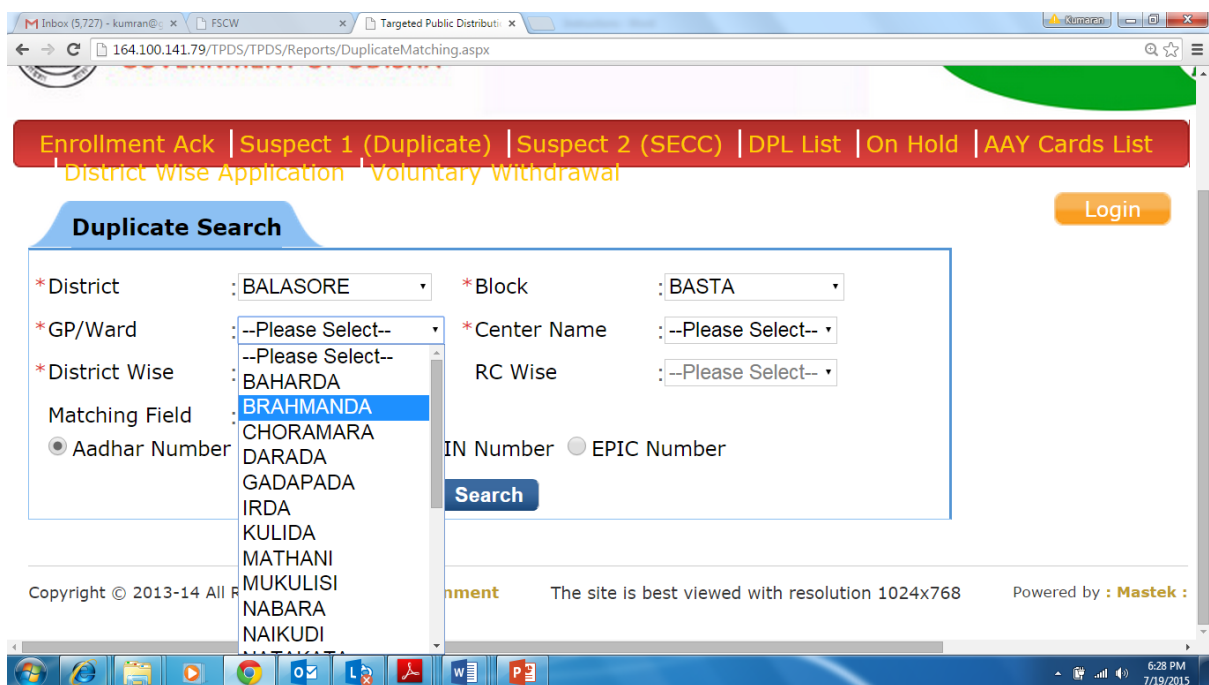 Inbox (5,727) - kumran@g × FSCW × Targeted Public Distributio × Kumaran
164.100.141.79/TPDS/TPDS/Reports/DuplicateMatching.aspx
GOVERNMENT OF ODISHA
Enrollment Ack | Suspect 1 (Duplicate) | Suspect 2 (SECC) | DPL List | On Hold | AAY Cards List
District Wise Application | Voluntary Withdrawal
Login
Duplicate Search
*District : BALASORE *Block : BASTA
*GP/Ward : --Please Select-- *Center Name : --Please Select--
--Please Select--
*District Wise : RC Wise : --Please Select--
BAHARDA
BRAHMANDA
Matching Field :
CHORAMARA
Aadhar Number IN Number EPIC Number
DARADA
GADAPADA
Search
IRDA
KULIDA
MATHANI
MUKULISI
Copyright © 2013-14 All R nment The site is best viewed with resolution 1024x768 Powered by : Mastek :
NABARA
NAIKUDI
NATAKATA
6:28 PM
7/19/2015